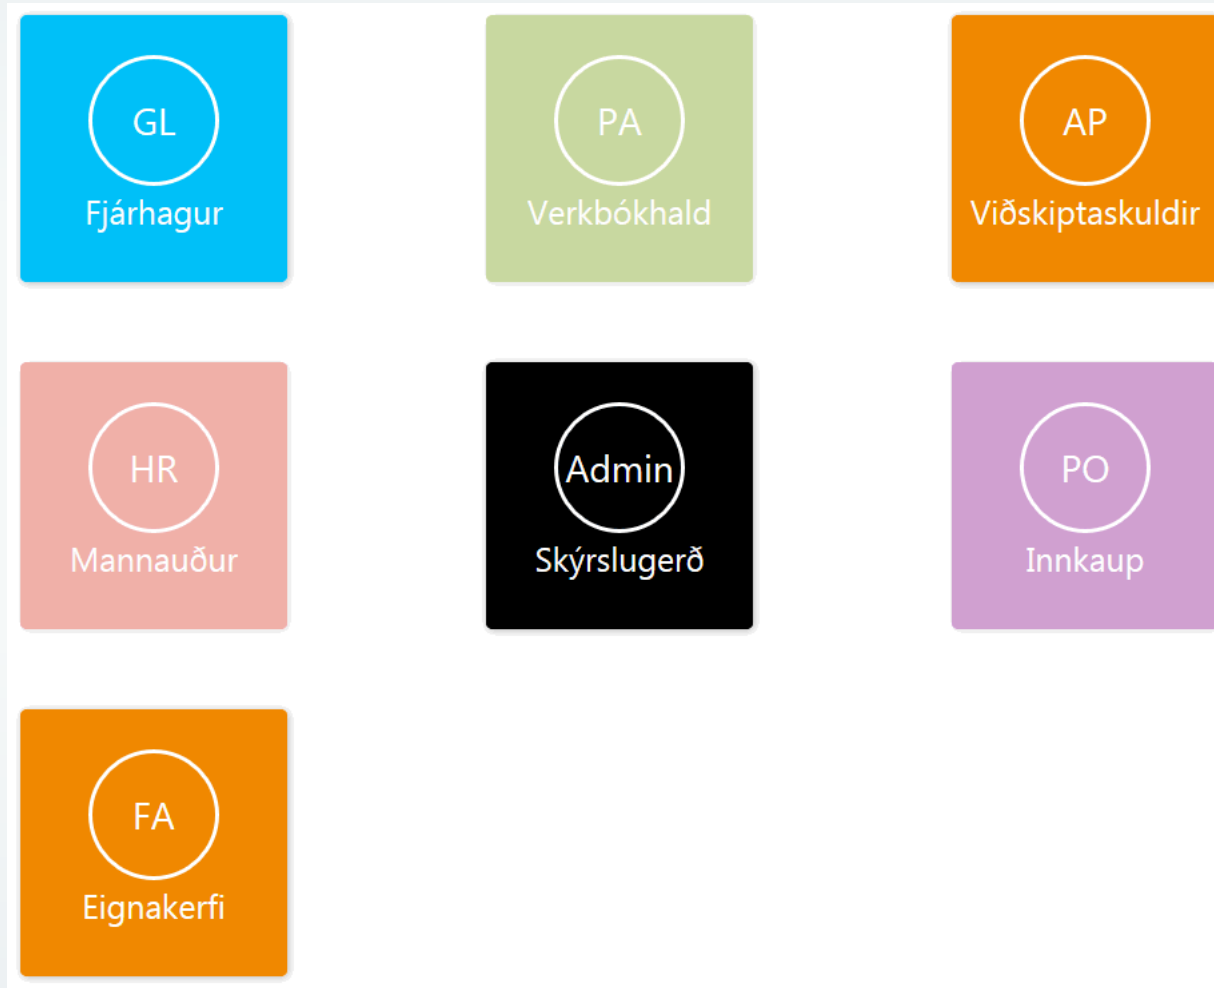 GL
Fjárhagur
PA
Verkbókhald
AP
Viðskiptaskuldir
HR
Mannauður
Admin
Skýrslugerð
PO
Innkaup
FA
Eignakerfi